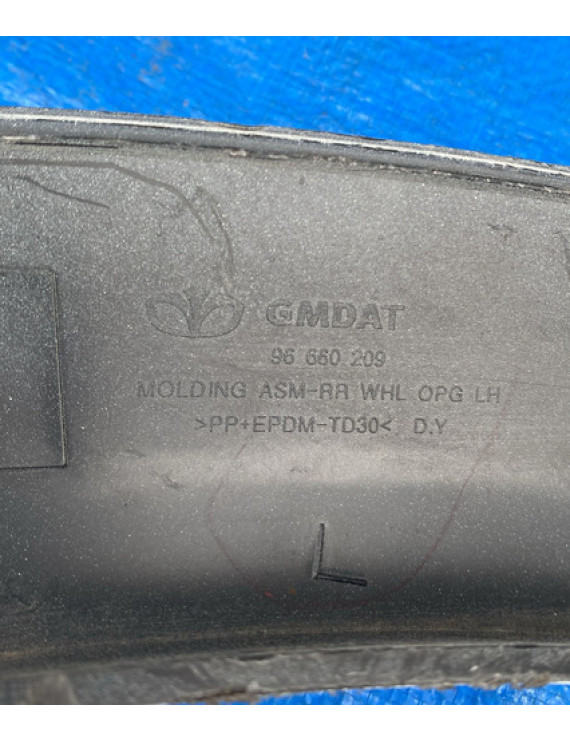 GMDAT
96 660 209
MOLDING ASM-RR WHL OPG LH
>PP+EPDM-TD30< D.Y
L